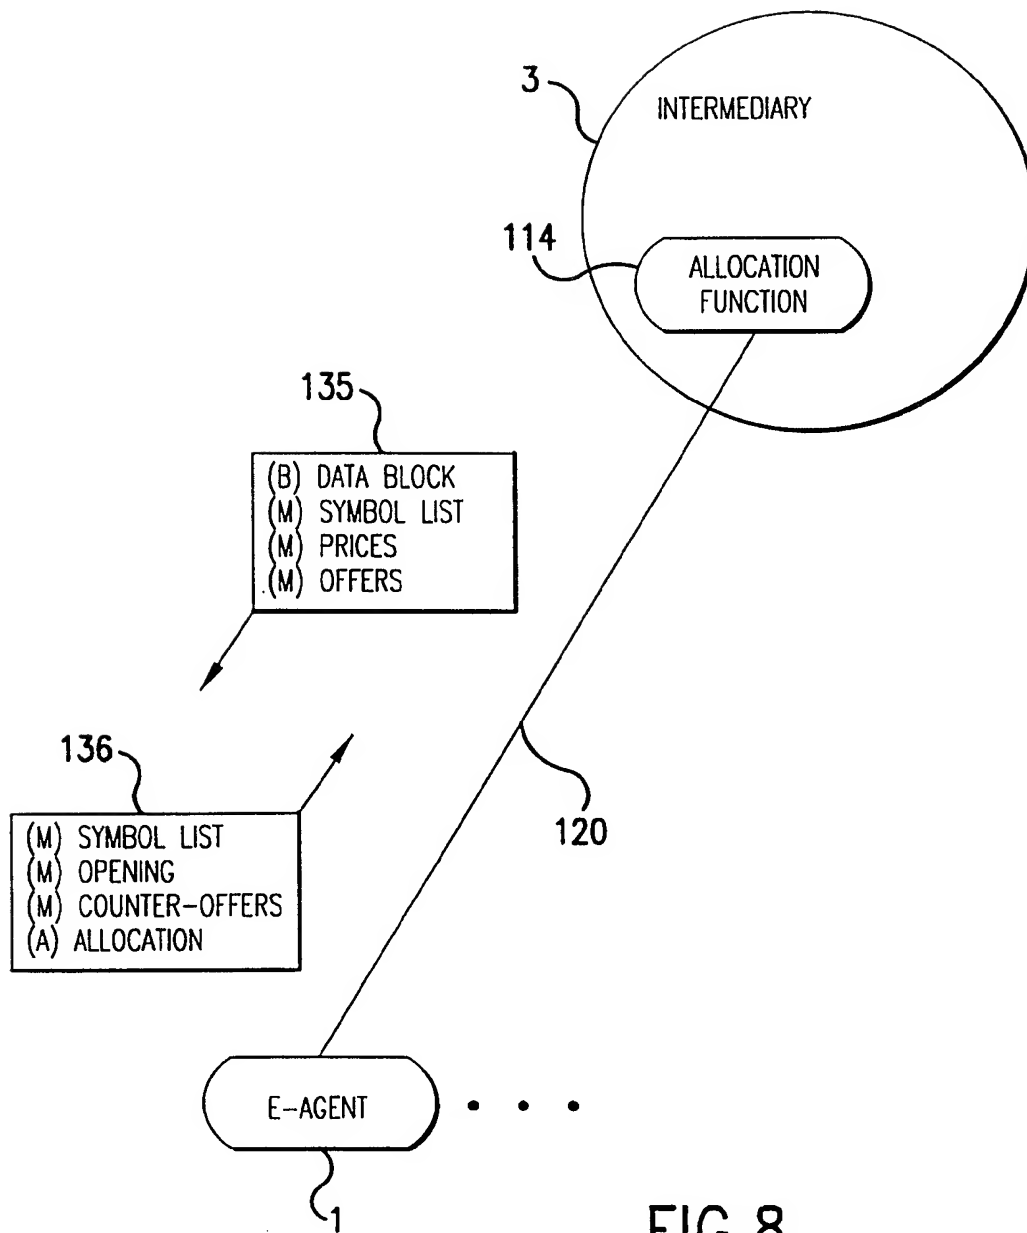 3
INTERMEDIARY
114
ALLOCATION
FUNCTION
135
(B) DATA BLOCK
(M) SYMBOL LIST
(M) PRICES
(M) OFFERS
136
(M) SYMBOL LIST
(M) OPENING
(M) COUNTER-OFFERS
(A) ALLOCATION
120
E-AGENT
1
FIG. 8